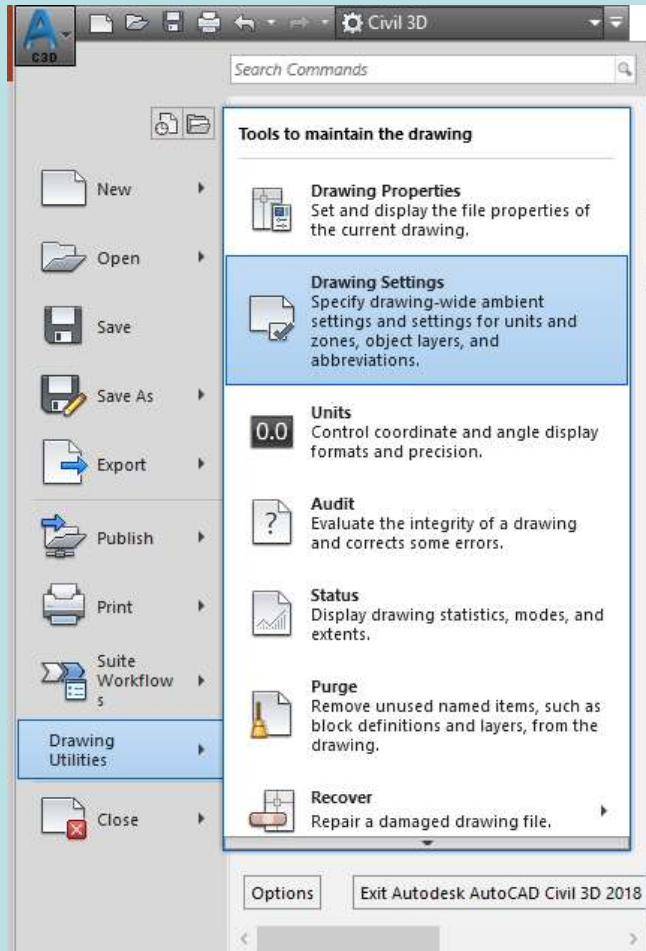 C3D
Civil 3D
Search Commands
Tools to maintain the drawing
New
Open
Save
Save As
Export
Publish
Print
Suite
Workflow
s
Drawing
Utilities
Close
Drawing Properties
Set and display the file properties of
the current drawing.
Drawing Settings
Specify drawing-wide ambient
settings and settings for units and
zones, object layers, and
abbreviations.
0.0
Units
Control coordinate and angle display
formats and precision.
?
Audit
Evaluate the integrity of a drawing
and corrects some errors.
Status
Display drawing statistics, modes, and
extents.
Purge
Remove unused named items, such as
block definitions and layers, from the
drawing.
Recover
Repair a damaged drawing file.
Options
Exit Autodesk AutoCAD Civil 3D 2018